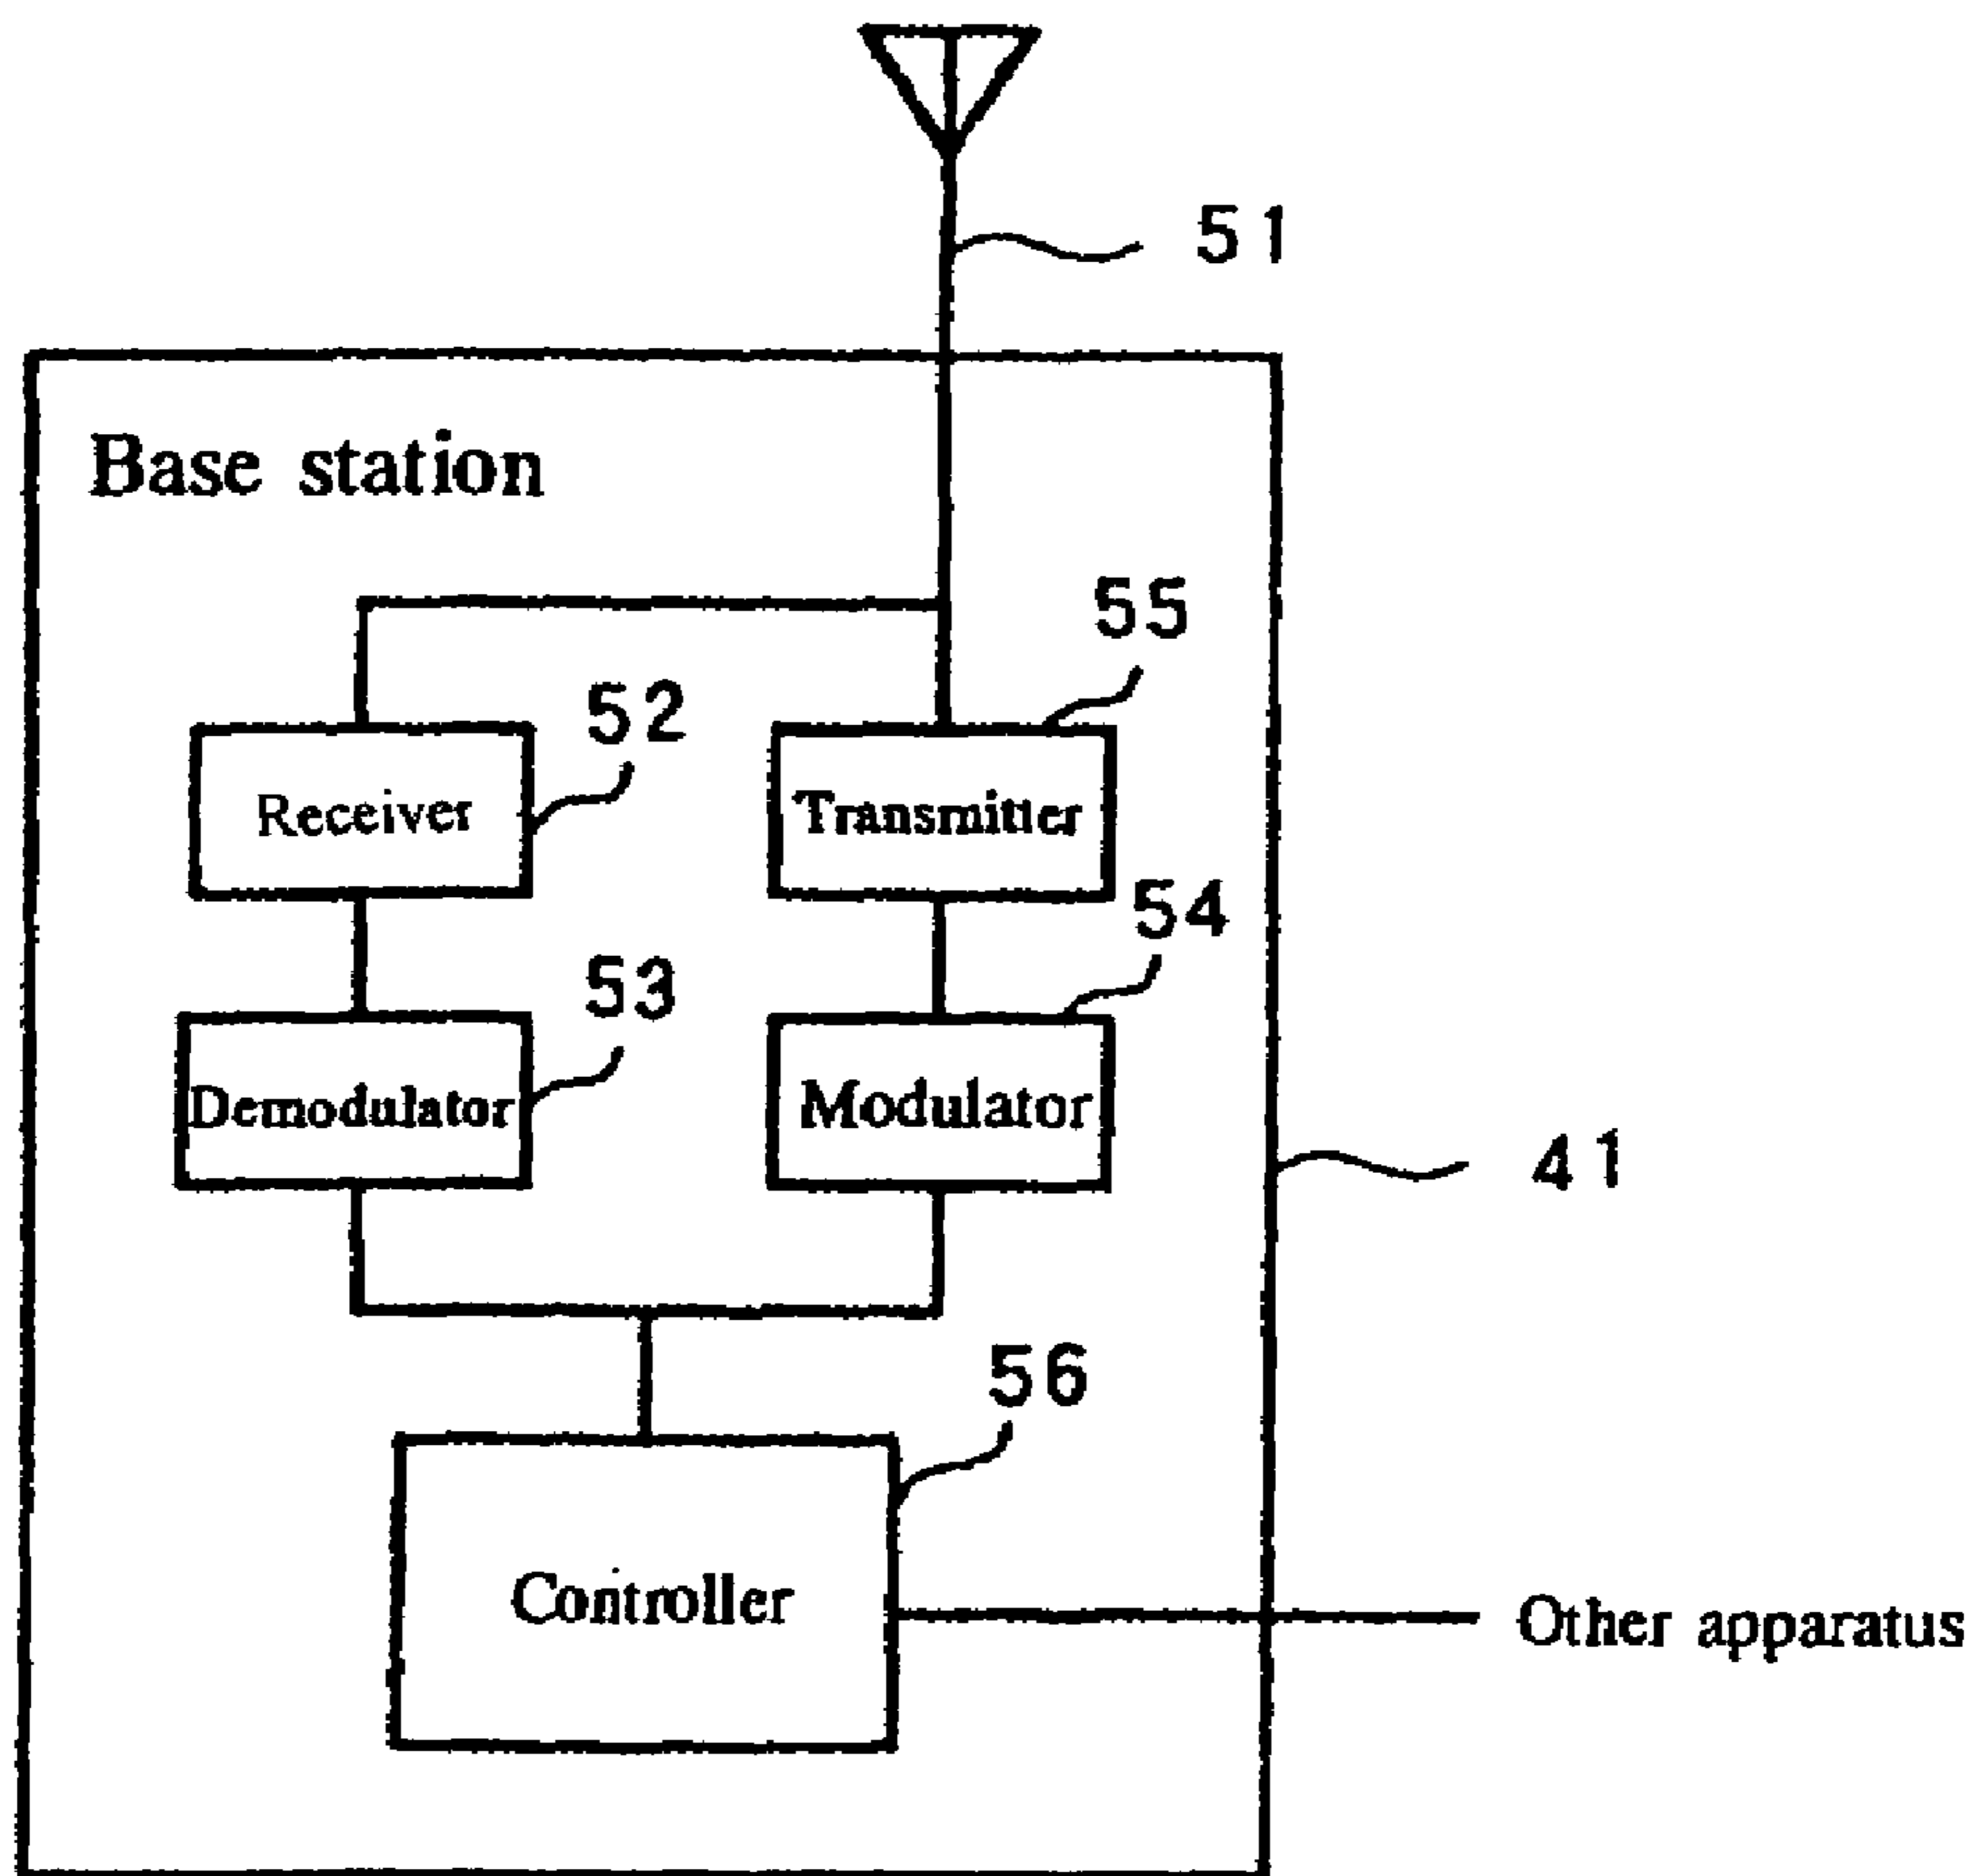 51
Base station
55
52
Receiver
Transmitter
54
53
Demodulator
Modulator
41
56
Controller
Other apparatus